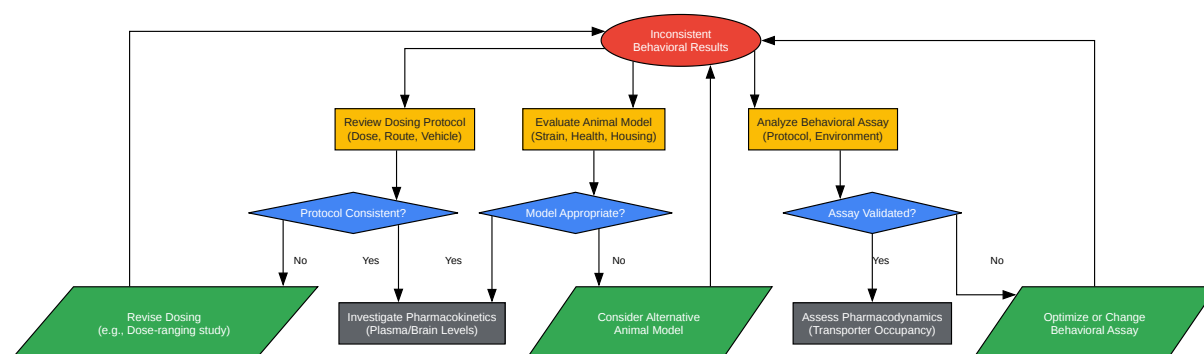 Inconsistent
Behavioral Results
Review Dosing Protocol
(Dose, Route, Vehicle)
Evaluate Animal Model
(Strain, Health, Housing)
Analyze Behavioral Assay
(Protocol, Environment)
Protocol Consistent?
Model Appropriate?
Assay Validated?
No
Yes
Yes
No
Yes
No
Revise Dosing
(e.g., Dose-ranging study)
Investigate Pharmacokinetics
(Plasma/Brain Levels)
Consider Alternative
Animal Model
Assess Pharmacodynamics
(Transporter Occupancy)
Optimize or Change
Behavioral Assay